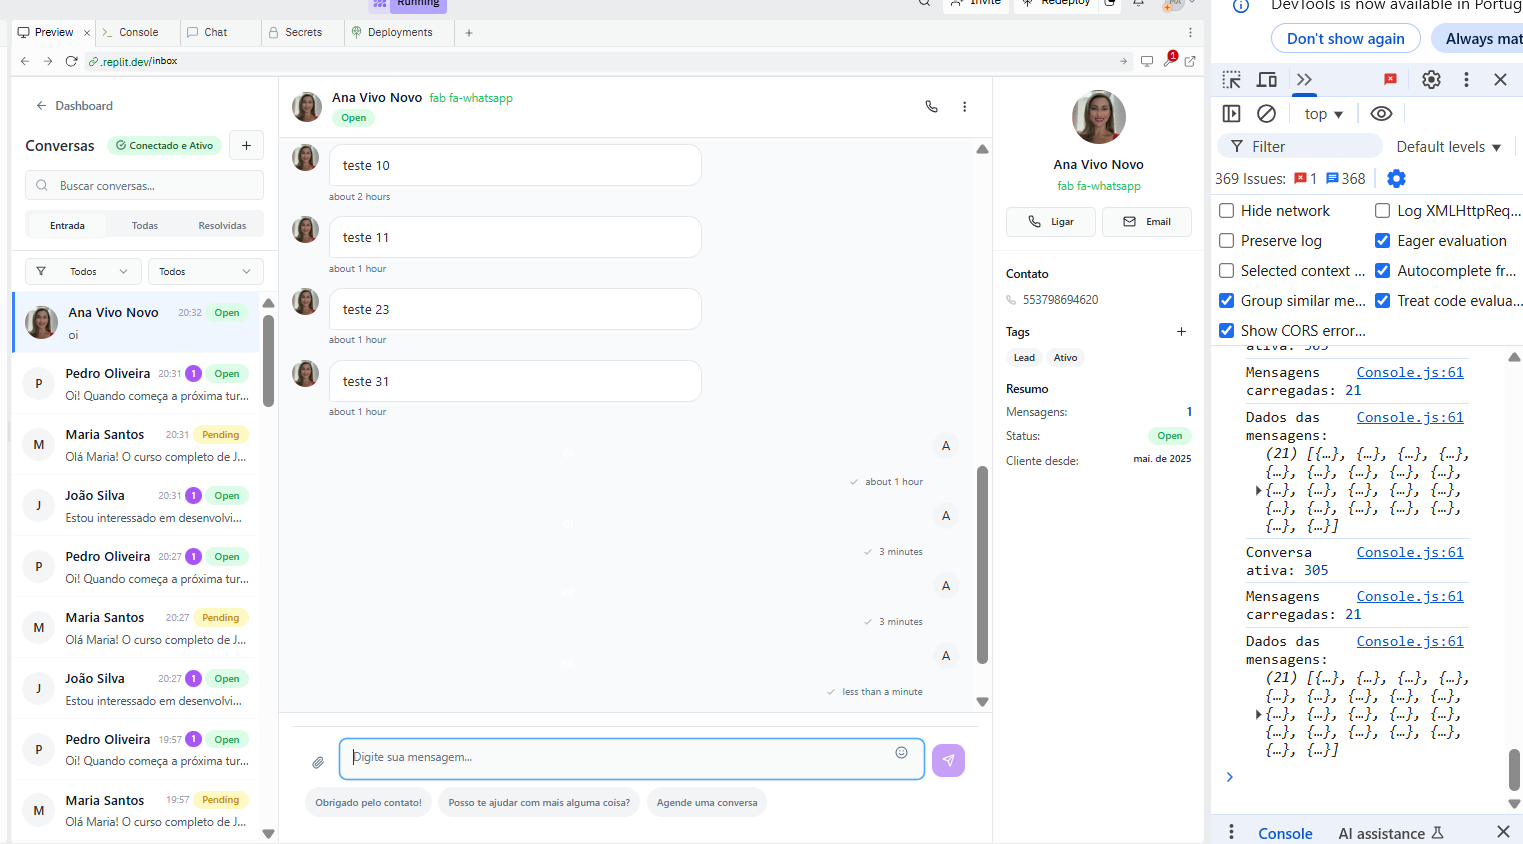 Running
Invite
Redeploy
Preview
Console
Chat
Secrets
Deployments
.replit.dev/inbox
1
Dashboard
Conversas
Conectado e Ativo
Buscar conversas...
Entrada
Todas
Resolvidas
Todos
Todos
Ana Vivo Novo 20:32 Open
oi
P
Pedro Oliveira 20:31 1 Open
Oi! Quando começa a próxima tur...
M
Maria Santos 20:31 Pending
Olá Maria! O curso completo de J...
J
João Silva 20:31 1 Open
Estou interessado em desenvolvi...
P
Pedro Oliveira 20:27 1 Open
Oi! Quando começa a próxima tur...
M
Maria Santos 20:27 Pending
Olá Maria! O curso completo de J...
J
João Silva 20:27 1 Open
Estou interessado em desenvolvi...
P
Pedro Oliveira 19:57 1 Open
Oi! Quando começa a próxima tur...
M
Maria Santos 19:57 Pending
Olá Maria! O curso completo de J...
Ana Vivo Novo fab fa-whatsapp
Open
teste 10
about 2 hours
teste 11
about 1 hour
teste 23
about 1 hour
teste 31
about 1 hour
A
about 1 hour
A
3 minutes
A
3 minutes
A
less than a minute
Digite sua mensagem...
Obrigado pelo contato!
Posso te ajudar com mais alguma coisa?
Agende uma conversa
Ana Vivo Novo
fab fa-whatsapp
Ligar
Email
Contato
553798694620
Tags
Lead
Ativo
Resumo
Mensagens: 1
Status: Open
Cliente desde: mai. de 2025
DevTools is now available in Portug
Don't show again
Always mat
top
Filter
Default levels
369 Issues: 1 368
Hide network
Log XMLHttpReq...
Preserve log
Eager evaluation
Selected context ...
Autocomplete fr...
Group similar me...
Treat code evalua...
Show CORS error...
ativa: 305
Mensagens Console.js:61
carregadas: 21
Dados das Console.js:61
mensagens:
(21) [{…}, {…}, {…}, {…},
{…}, {…}, {…}, {…}, {…},
{…}, {…}, {…}, {…}, {…},
{…}, {…}, {…}, {…}, {…},
{…}, {…}]
Conversa Console.js:61
ativa: 305
Mensagens Console.js:61
carregadas: 21
Dados das Console.js:61
mensagens:
(21) [{…}, {…}, {…}, {…},
{…}, {…}, {…}, {…}, {…},
{…}, {…}, {…}, {…}, {…},
{…}, {…}, {…}, {…}, {…},
{…}, {…}]
Console
AI assistance